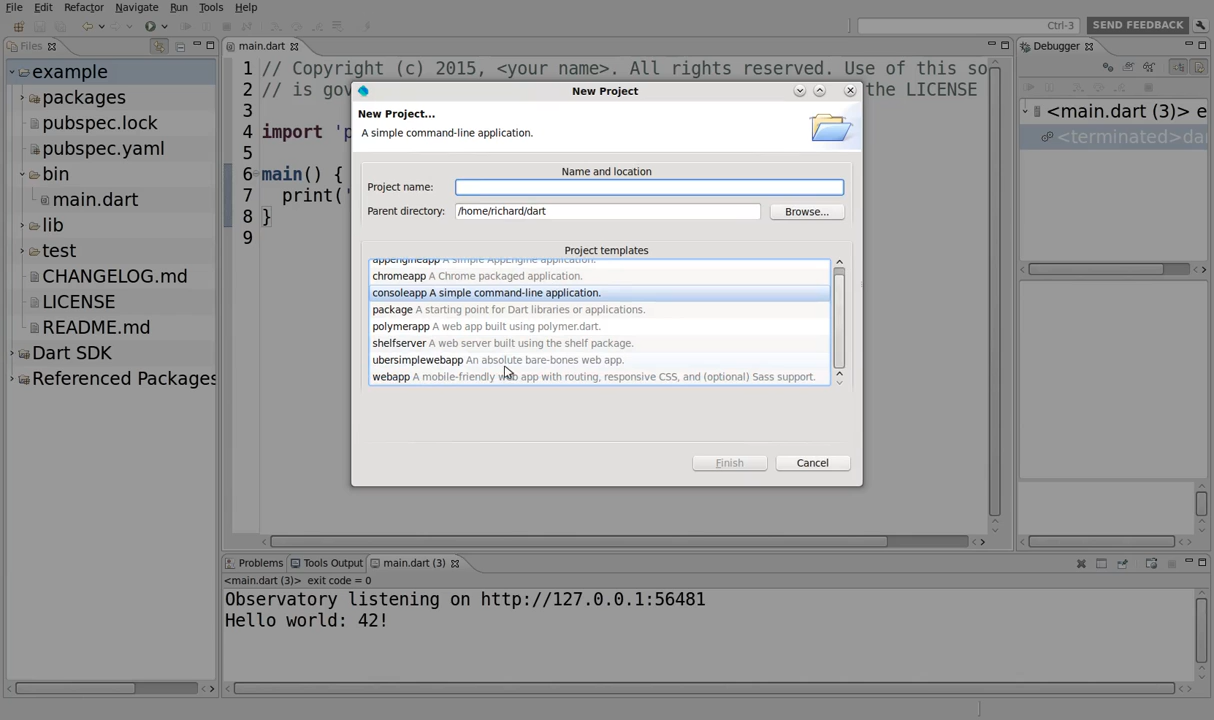 File Edit Refactor Navigate Run Tools Help
Ctrl-3 SEND FEEDBACK
Files
main.dart
Debugger
example
packages
pubspec.lock
pubspec.yaml
bin
main.dart
lib
test
CHANGELOG.md
LICENSE
README.md
Dart SDK
Referenced Packages
1 // Copyright (c) 2015, <your name>. All rights reserved. Use of this so
2 // is gov the LICENSE
3
4 import 'p
5
6 main() {
7 print('
8 }
9
<main.dart (3)> e
<terminated>dar
New Project
New Project...
A simple command-line application.
Name and location
Project name:
Parent directory: /home/richard/dart Browse...
Project templates
appengineapp A simple AppEngine application.
chromeapp A Chrome packaged application.
consoleapp A simple command-line application.
package A starting point for Dart libraries or applications.
polymerapp A web app built using polymer.dart.
shelfserver A web server built using the shelf package.
ubersimplewebapp An absolute bare-bones web app.
webapp A mobile-friendly web app with routing, responsive CSS, and (optional) Sass support.
Finish Cancel
Problems Tools Output main.dart (3)
<main.dart (3)> exit code = 0
Observatory listening on http://127.0.0.1:56481
Hello world: 42!